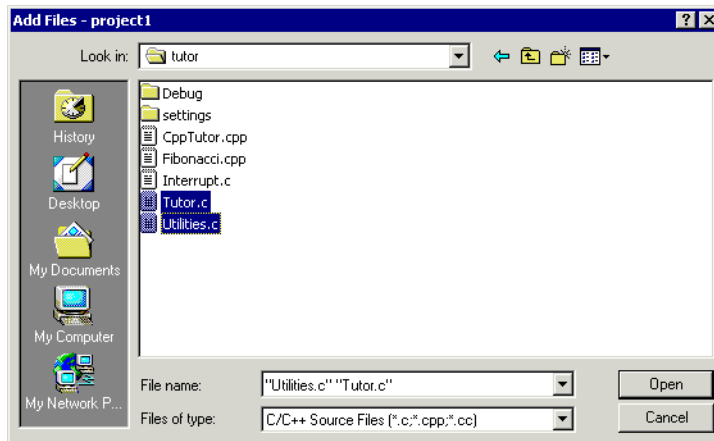 Add Files - project1
Look in: tutor
History
Desktop
My Documents
My Computer
My Network P...
Debug
settings
CppTutor.cpp
Fibonacci.cpp
Interrupt.c
Tutor.c
Utilities.c
File name: "Utilities.c" "Tutor.c" Open
Files of type: C/C++ Source Files (*.c;*.cpp;*.cc) Cancel